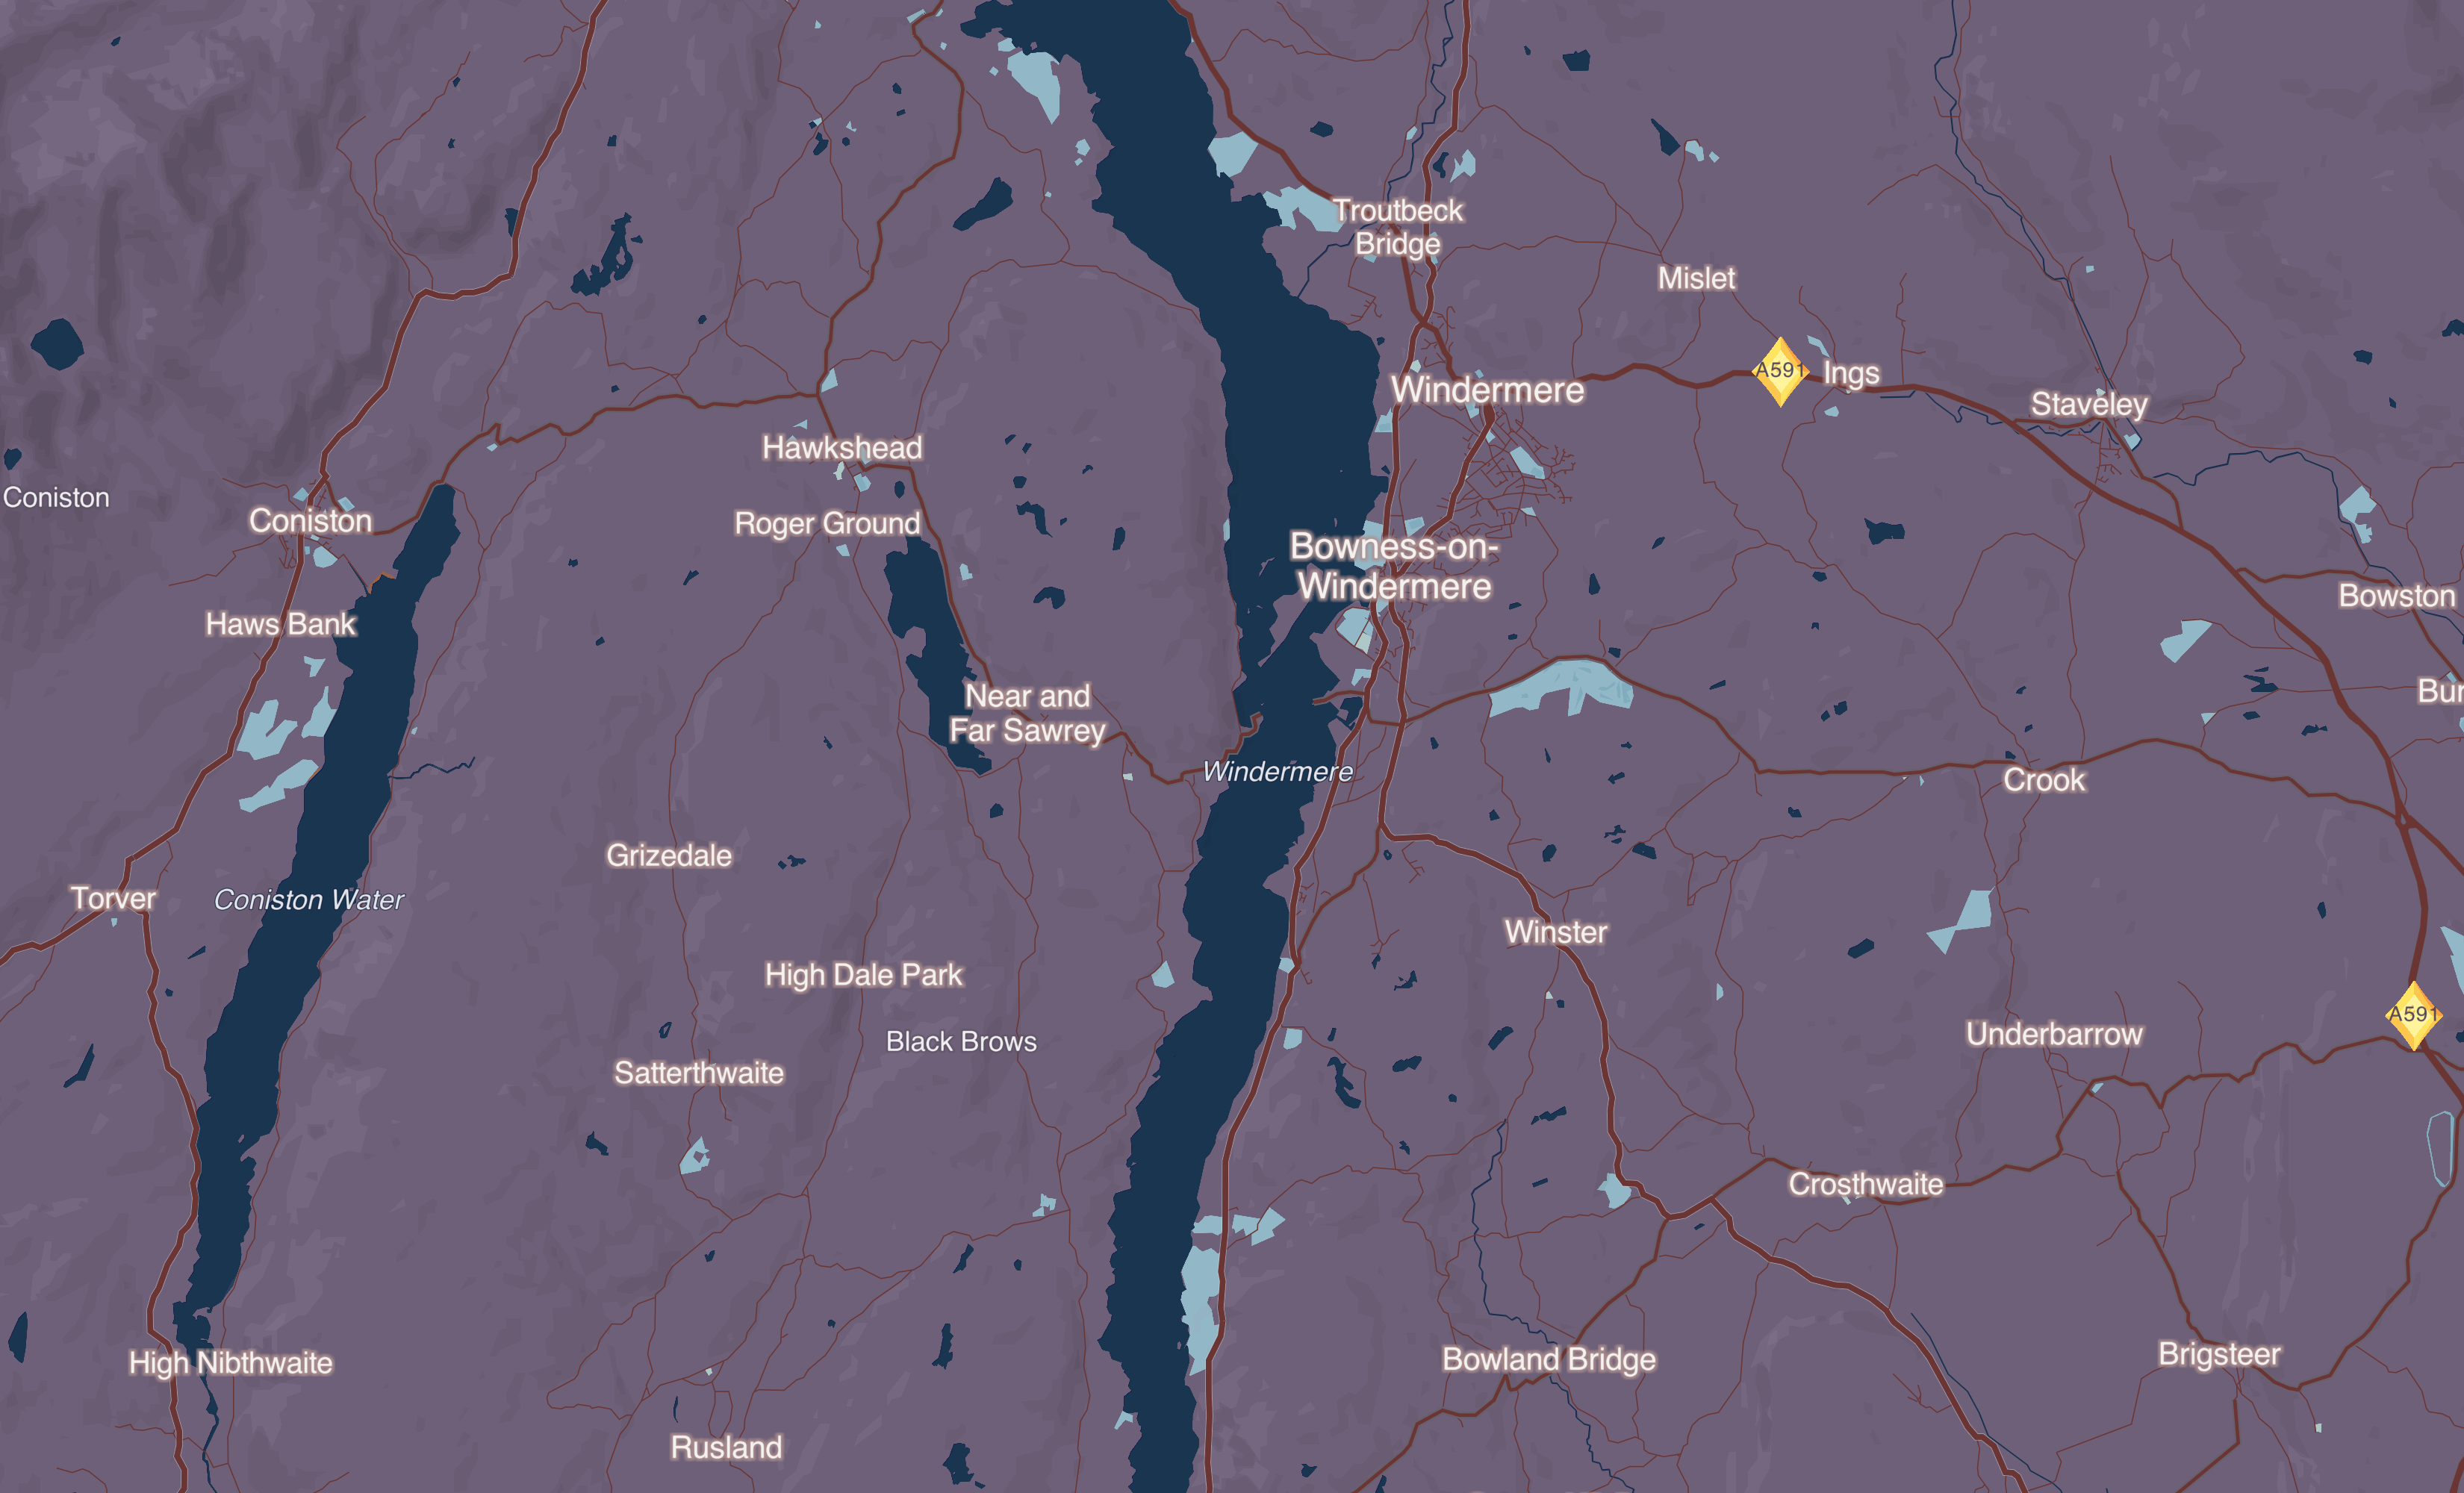 Troutbeck
Bridge
Mislet
A591
Ings
Windermere
Staveley
Hawkshead
Coniston
Coniston
Roger Ground
Bowness-on-
Windermere
Bowston
Haws Bank
Near and
Far Sawrey
Bur
Windermere
Crook
Grizedale
Torver
Coniston Water
Winster
High Dale Park
A591
Underbarrow
Black Brows
Satterthwaite
Crosthwaite
High Nibthwaite
Bowland Bridge
Brigsteer
Rusland